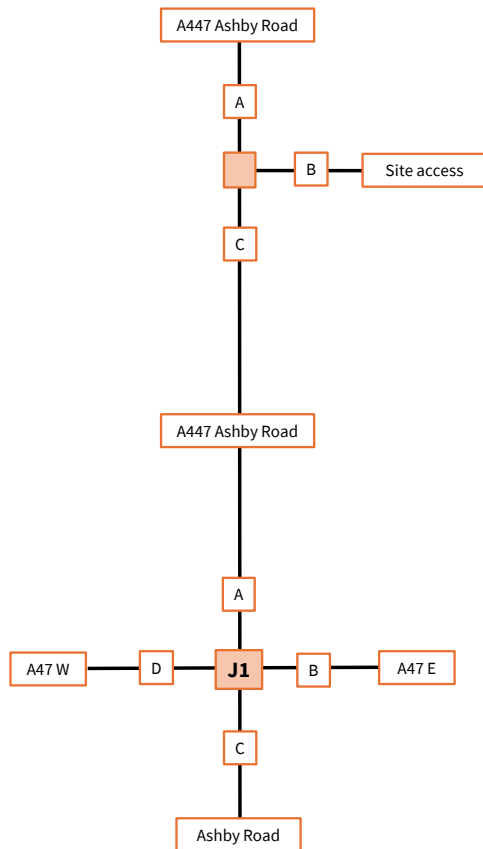 A447 Ashby Road
A
B
Site access
C
A447 Ashby Road
A
A47 W
D
J1
B
A47 E
C
Ashby Road